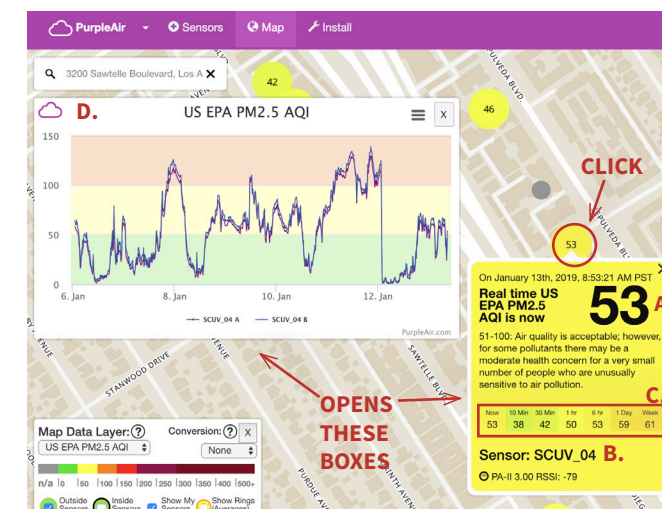 PurpleAir
Sensors
Map
Install
3200 Sawtelle Boulevard, Los A X
42
46
D.
US EPA PM2.5 AQI
X
150
100
50
0
6. Jan
8. Jan
10. Jan
12. Jan
SCUV_04 A
SCUV_04 B
PurpleAir.com
CLICK
53
On January 13th, 2019, 8:53:21 AM PST
Real time US
EPA PM2.5
AQI is now
53
51-100: Air quality is acceptable; however,
for some pollutants there may be a
moderate health concern for a very small
number of people who are unusually
sensitive to air pollution.
C.
Now 10 Min 30 Min 1 hr 6 hr 1 Day Week
53 38 42 50 53 59 61
Sensor: SCUV_04 B.
PA-II 3.00 RSSI: -79
OPENS
THESE
BOXES
STANWOOD DRIVE
SAWTELLE BLVD.
PURDUE AV
Map Data Layer: (?) Conversion: (?) X
US EPA PM2.5 AQI
None
n/a |0 |50 |100 |150 |200 |250 |300 |350 |400 |500+
Outside
Sensors
Inside
Sensors
Show My
Sensors
Show Rings
(Averages)